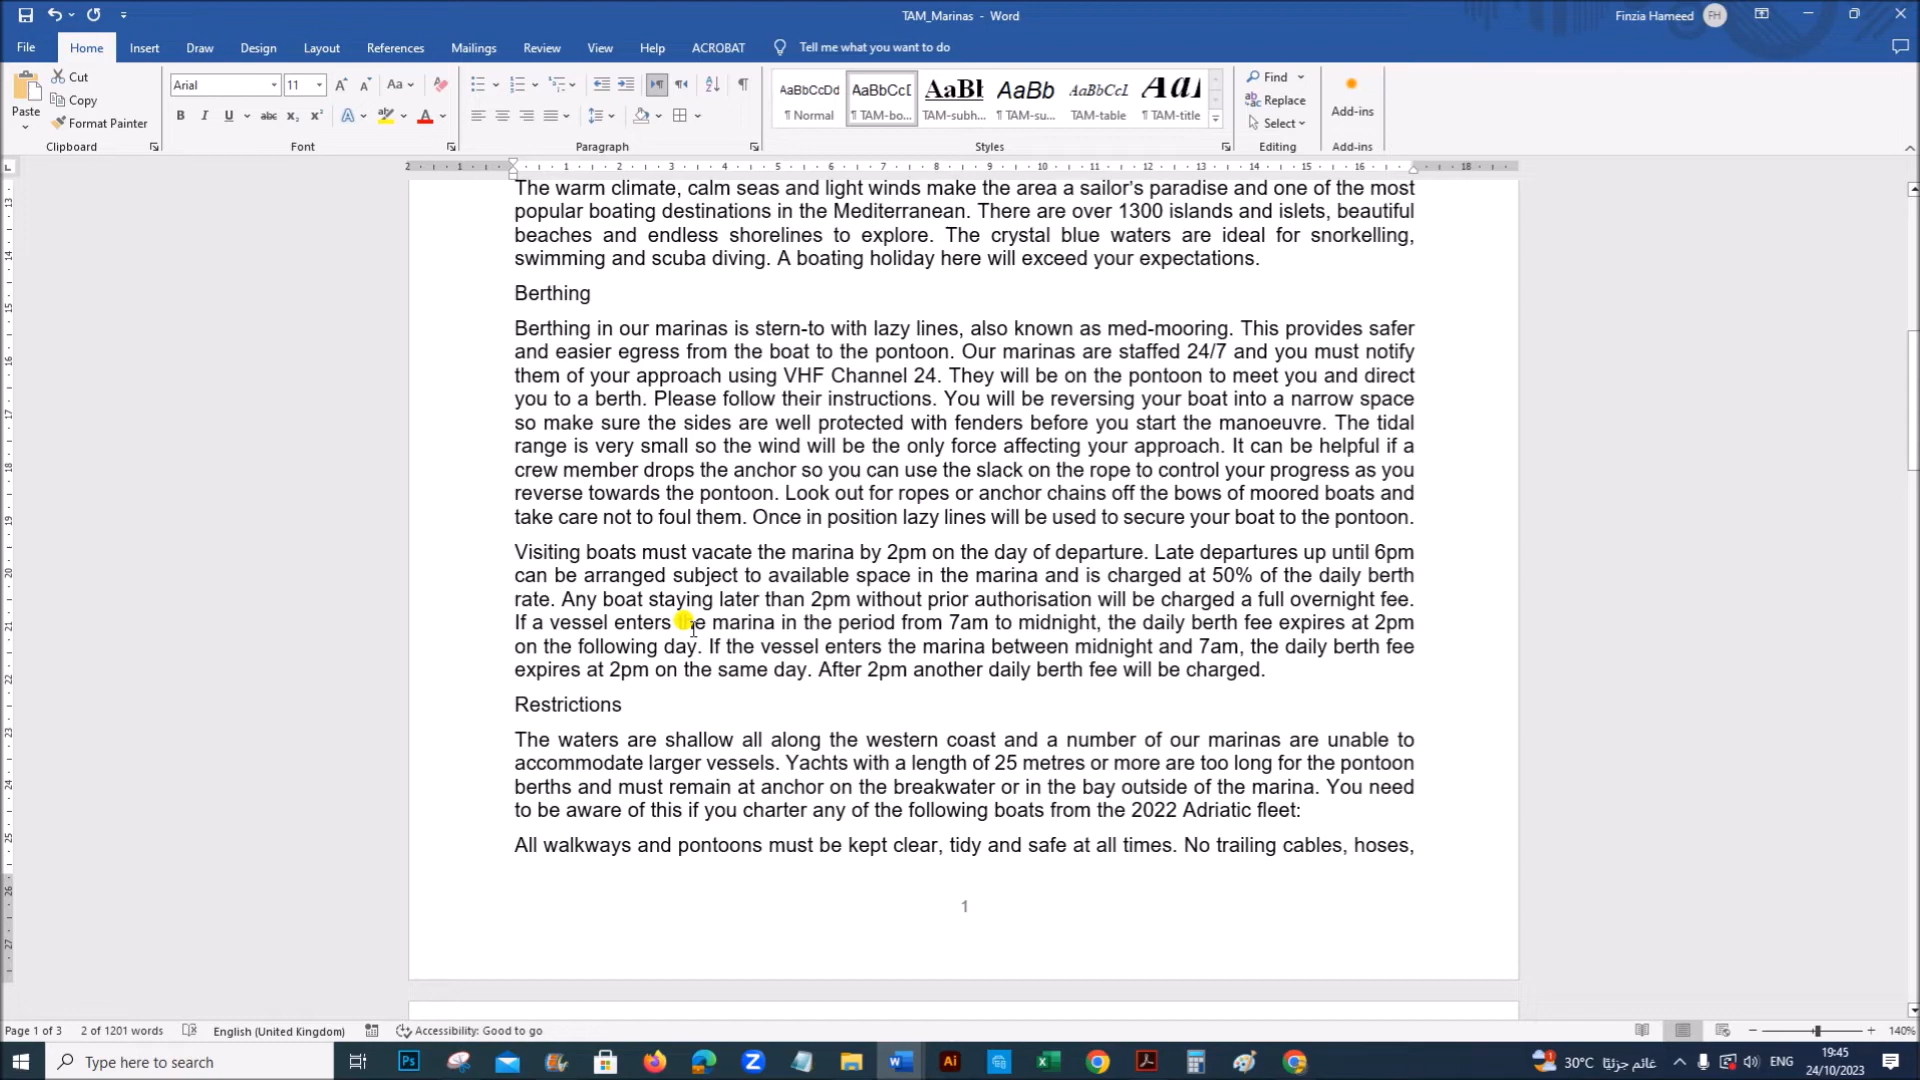 TAM_Marinas - Word
Finzia Hameed FH
File Home Insert Draw Design Layout References Mailings Review View Help ACROBAT Tell me what you want to do
Paste
Cut
Copy
Format Painter
Clipboard
Arial 11
Font
Paragraph
AaBbCcDd AaBbCcI AaBbl AaBb AaBbCcI AaI
¶ Normal ¶ TAM-bo... TAM-subh... ¶ TAM-su... TAM-table ¶ TAM-title
Styles
Find
Replace
Select
Editing
Add-ins
Add-ins
2 1 1 2 3 4 5 6 7 8 9 10 11 12 13 14 15 16 18
The warm climate, calm seas and light winds make the area a sailor's paradise and one of the most
popular boating destinations in the Mediterranean. There are over 1300 islands and islets, beautiful
beaches and endless shorelines to explore. The crystal blue waters are ideal for snorkelling,
swimming and scuba diving. A boating holiday here will exceed your expectations.
Berthing
Berthing in our marinas is stern-to with lazy lines, also known as med-mooring. This provides safer
and easier egress from the boat to the pontoon. Our marinas are staffed 24/7 and you must notify
them of your approach using VHF Channel 24. They will be on the pontoon to meet you and direct
you to a berth. Please follow their instructions. You will be reversing your boat into a narrow space
so make sure the sides are well protected with fenders before you start the manoeuvre. The tidal
range is very small so the wind will be the only force affecting your approach. It can be helpful if a
crew member drops the anchor so you can use the slack on the rope to control your progress as you
reverse towards the pontoon. Look out for ropes or anchor chains off the bows of moored boats and
take care not to foul them. Once in position lazy lines will be used to secure your boat to the pontoon.
Visiting boats must vacate the marina by 2pm on the day of departure. Late departures up until 6pm
can be arranged subject to available space in the marina and is charged at 50% of the daily berth
rate. Any boat staying later than 2pm without prior authorisation will be charged a full overnight fee.
If a vessel enters the marina in the period from 7am to midnight, the daily berth fee expires at 2pm
on the following day. If the vessel enters the marina between midnight and 7am, the daily berth fee
expires at 2pm on the same day. After 2pm another daily berth fee will be charged.
Restrictions
The waters are shallow all along the western coast and a number of our marinas are unable to
accommodate larger vessels. Yachts with a length of 25 metres or more are too long for the pontoon
berths and must remain at anchor on the breakwater or in the bay outside of the marina. You need
to be aware of this if you charter any of the following boats from the 2022 Adriatic fleet:
All walkways and pontoons must be kept clear, tidy and safe at all times. No trailing cables, hoses,
1
Page 1 of 3 2 of 1201 words English (United Kingdom) Accessibility: Good to go 140%
Type here to search
30°C غائم جزئيًا ENG
19:45
24/10/2023